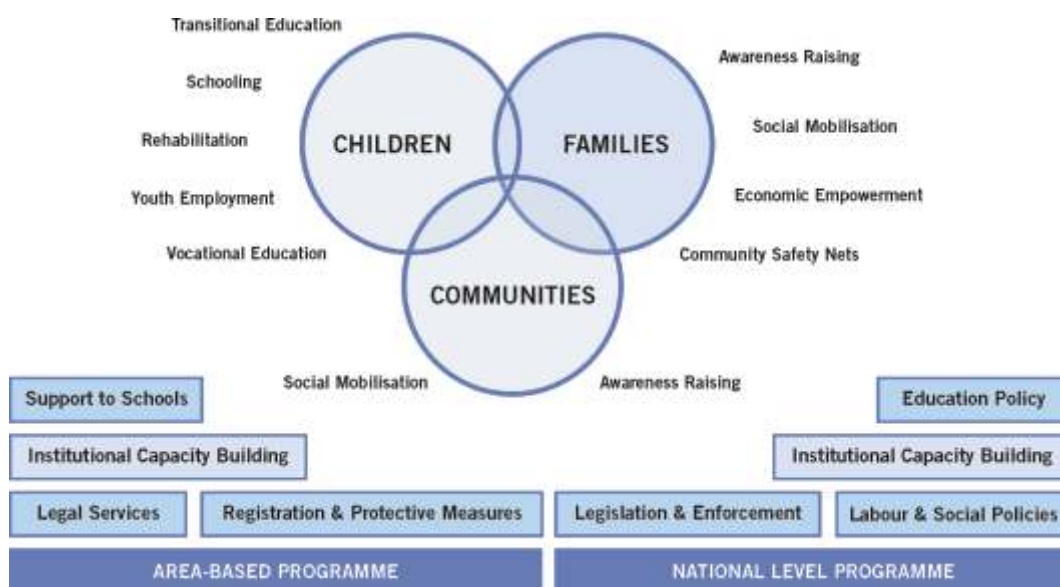 Transitional Education
Awareness Raising
Schooling
Social Mobilisation
Rehabilitation
CHILDREN
FAMILIES
Youth Employment
Economic Empowerment
Vocational Education
Community Safety Nets
COMMUNITIES
Social Mobilisation
Awareness Raising
Support to Schools
Education Policy
Institutional Capacity Building
Institutional Capacity Building
Legal Services
Registration & Protective Measures
Legislation & Enforcement
Labour & Social Policies
AREA-BASED PROGRAMME
NATIONAL LEVEL PROGRAMME